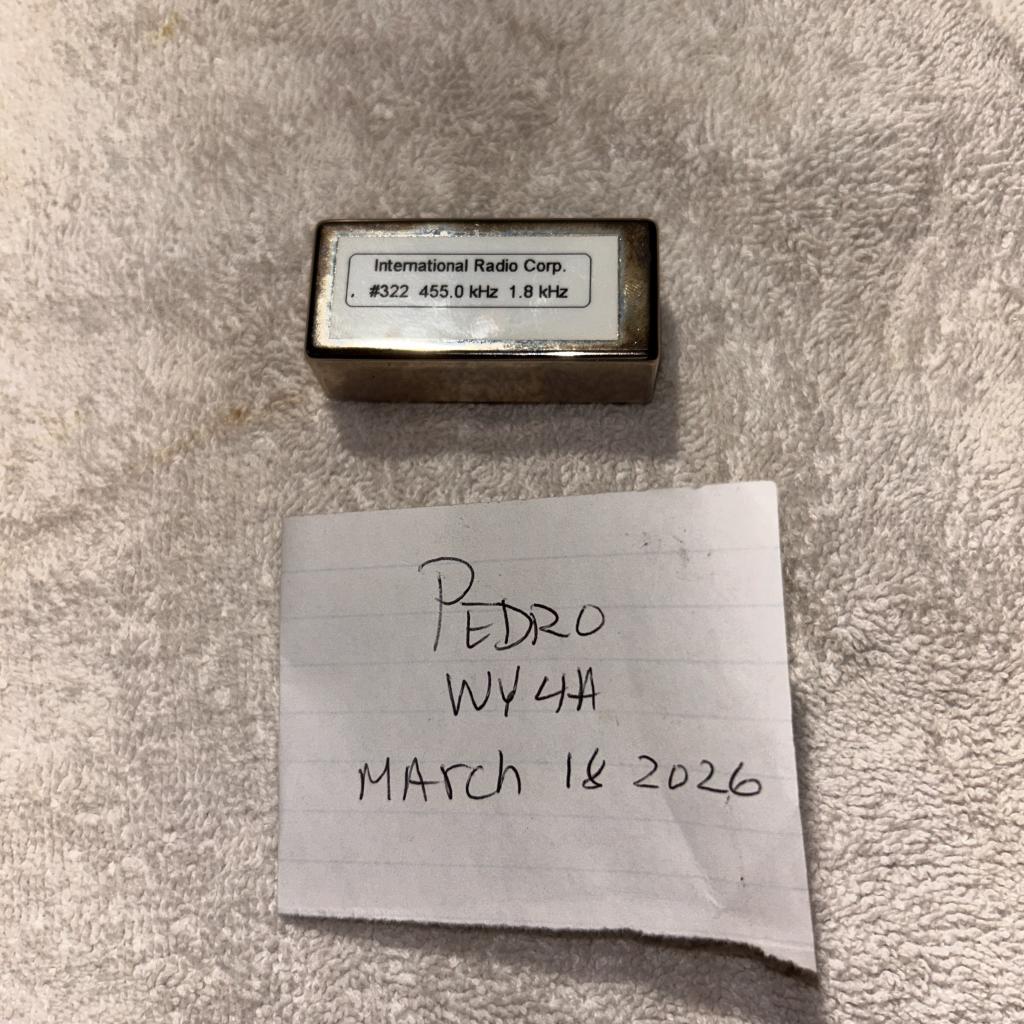 International Radio Corp.
. #322 455.0 kHz 1.8 kHz
PEDRO
WY4A
MArch 18 2026